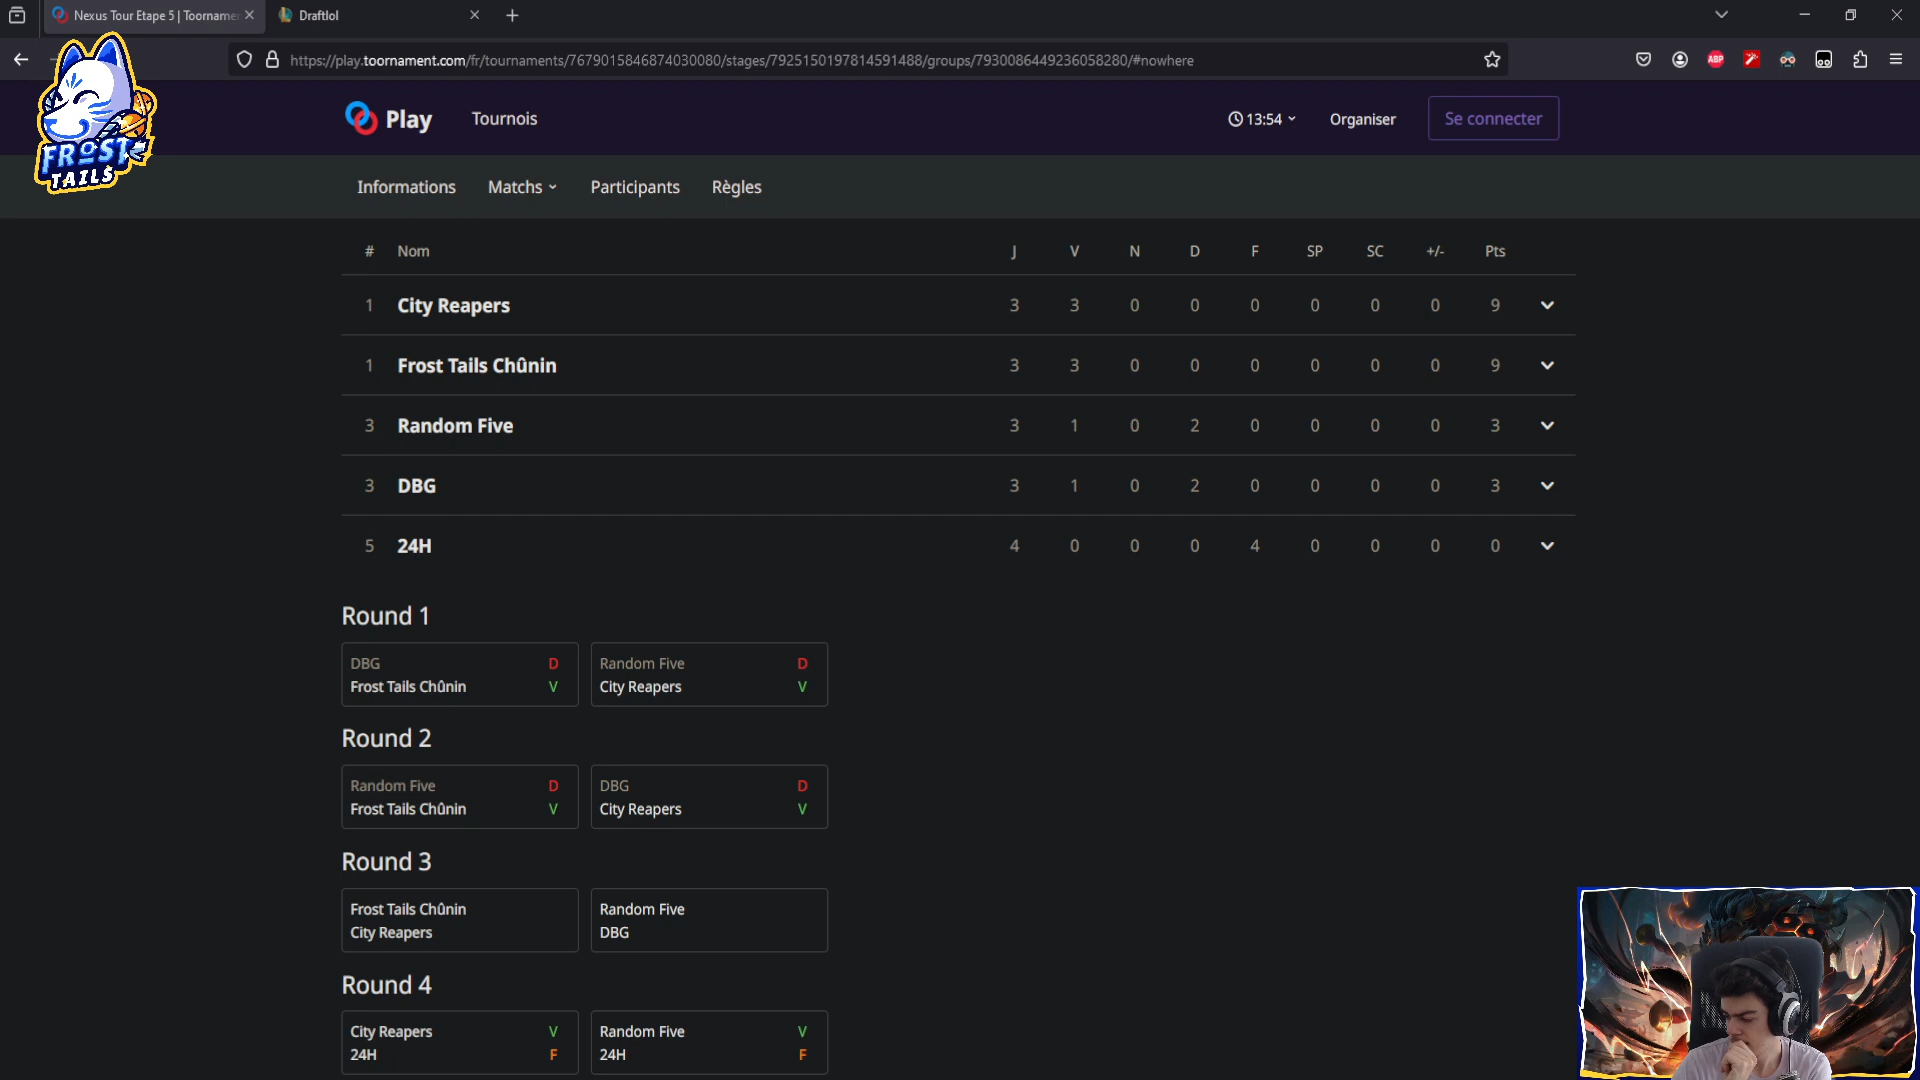 Nexus Tour Etape 5 | Toorname
Draftlol
https://play.toornament.com/fr/tournaments/7679015846874030080/stages/7925150197814591488/groups/7930086449236058280/#nowhere
ABP
FROST
TAILS
Play
Tournois
13:54
Organiser
Se connecter
Informations
Matchs
Participants
Règles
# Nom J V N D F SP SC +/- Pts
1 City Reapers 3 3 0 0 0 0 0 0 9
1 Frost Tails Chûnin 3 3 0 0 0 0 0 0 9
3 Random Five 3 1 0 2 0 0 0 0 3
3 DBG 3 1 0 2 0 0 0 0 3
5 24H 4 0 0 0 4 0 0 0 0
Round 1
DBG D
Frost Tails Chûnin V
Random Five D
City Reapers V
Round 2
Random Five D
Frost Tails Chûnin V
DBG D
City Reapers V
Round 3
Frost Tails Chûnin
City Reapers
Random Five
DBG
Round 4
City Reapers V
24H F
Random Five V
24H F